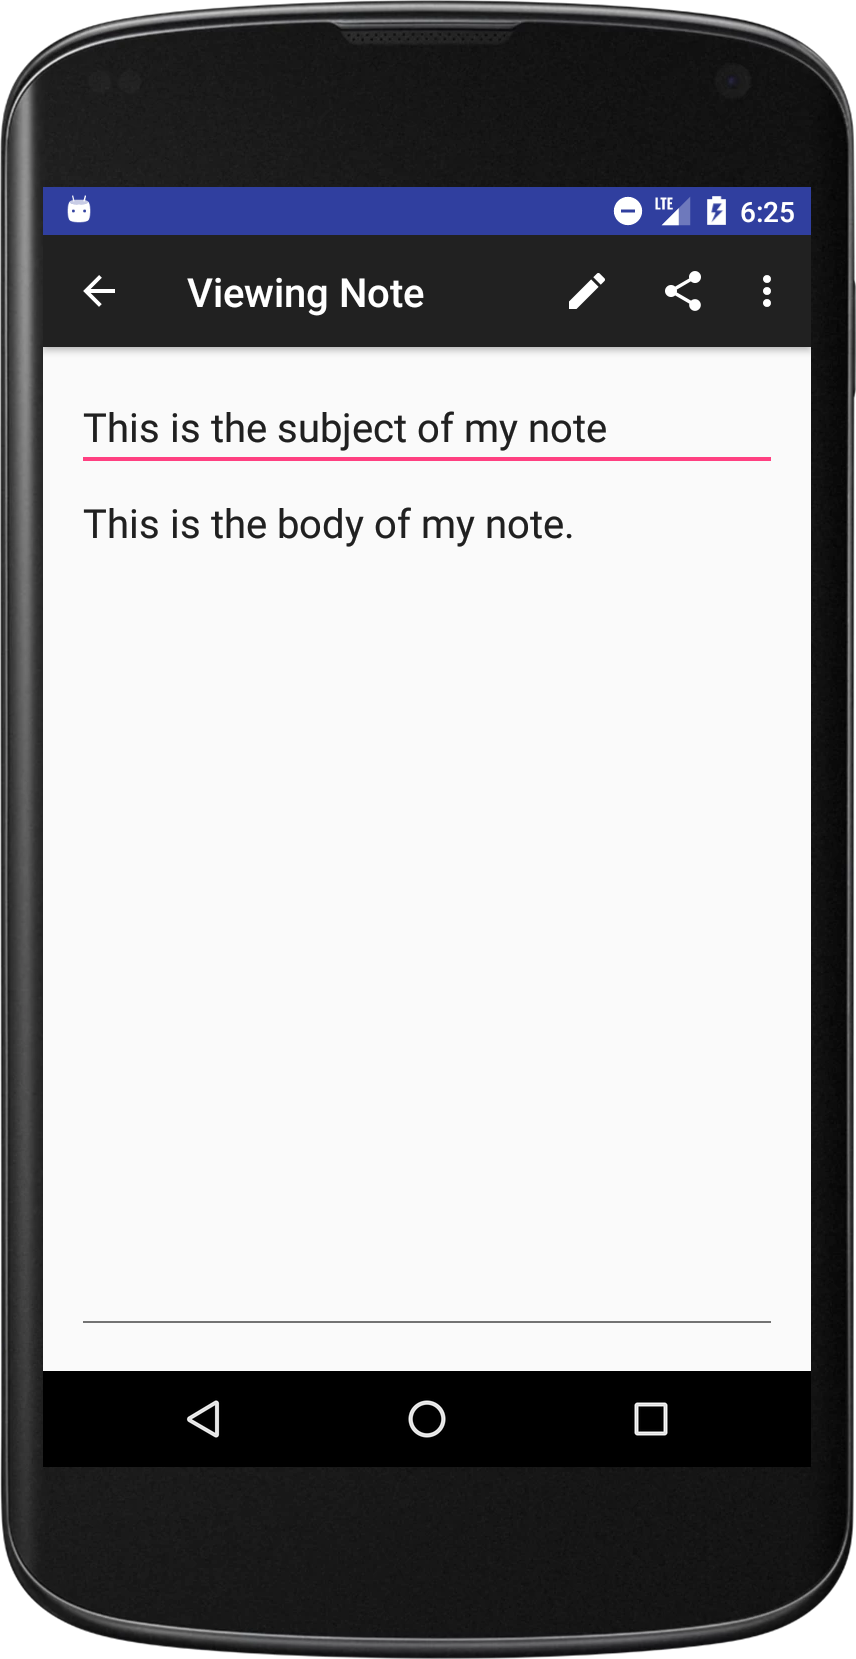 LTE 6:25
Viewing Note
This is the subject of my note
This is the body of my note.